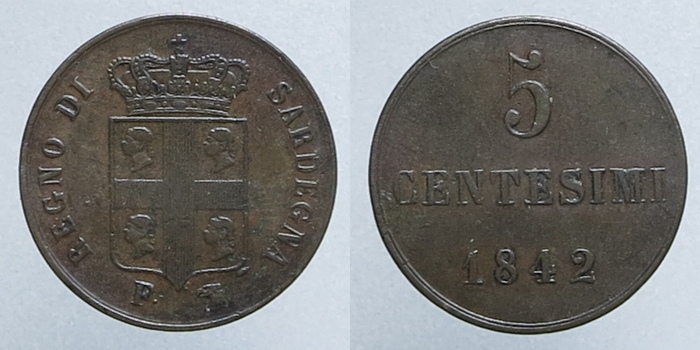 REGNO DI SARDEGNA
F.
5
CENTESIMI
1842